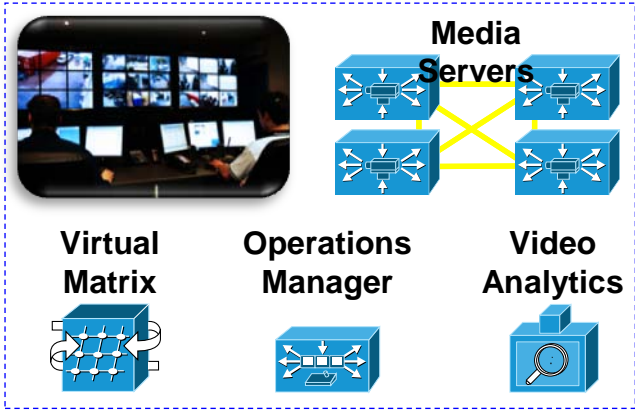 Media
Servers
Virtual
Matrix
Operations
Manager
Video
Analytics